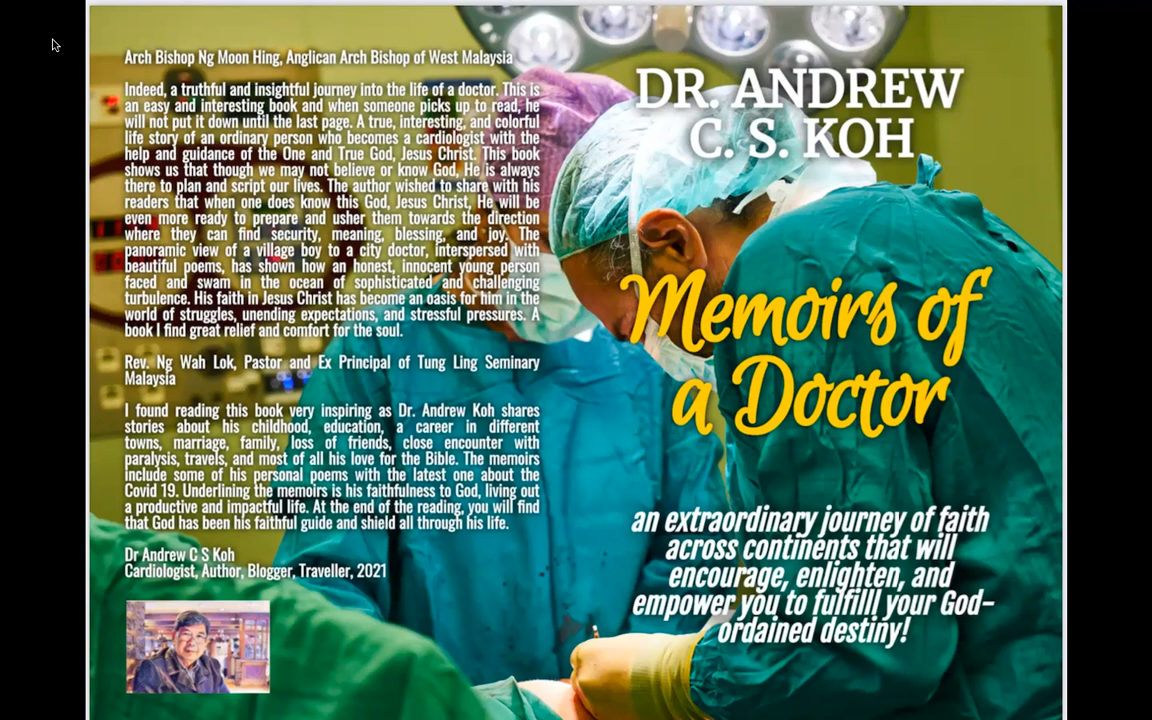 Arch Bishop Ng Moon Hing, Anglican Arch Bishop of West Malaysia
Indeed, a truthful and insightful journey into the life of a doctor. This is
an easy and interesting book and when someone picks up to read, he
will not put it down until the last page. A true, interesting, and colorful
life story of an ordinary person who becomes a cardiologist with the
help and guidance of the One and True God, Jesus Christ. This book
shows us that though we may not believe or know God, He is always
there to plan and script our lives. The author wished to share with his
readers that when one does know this God, Jesus Christ, He will be
even more ready to prepare and usher them towards the direction
where they can find security, meaning, blessing, and joy. The
panoramic view of a village boy to a city doctor, interspersed with
beautiful poems, has shown how an honest, innocent young person
faced and swam in the ocean of sophisticated and challenging
turbulence. His faith in Jesus Christ has become an oasis for him in the
world of struggles, unending expectations, and stressful pressures. A
book I find great relief and comfort for the soul.
Rev. Ng Wah Lok, Pastor and Ex Principal of Tung Ling Seminary
Malaysia
I found reading this book very inspiring as Dr. Andrew Koh shares
stories about his childhood, education, a career in different
towns, marriage, family, loss of friends, close encounter with
paralysis, travels, and most of all his love for the Bible. The memoirs
include some of his personal poems with the latest one about the
Covid 19. Underlining the memoirs is his faithfulness to God, living out
a productive and impactful life. At the end of the reading, you will find
that God has been his faithful guide and shield all through his life.
Dr Andrew C S Koh
Cardiologist, Author, Blogger, Traveller, 2021
DR. ANDREW
C. S. KOH
Memoirs of
a Doctor
an extraordinary journey of faith
across continents that will
encourage, enlighten, and
empower you to fulfilll your God-
ordained destiny!